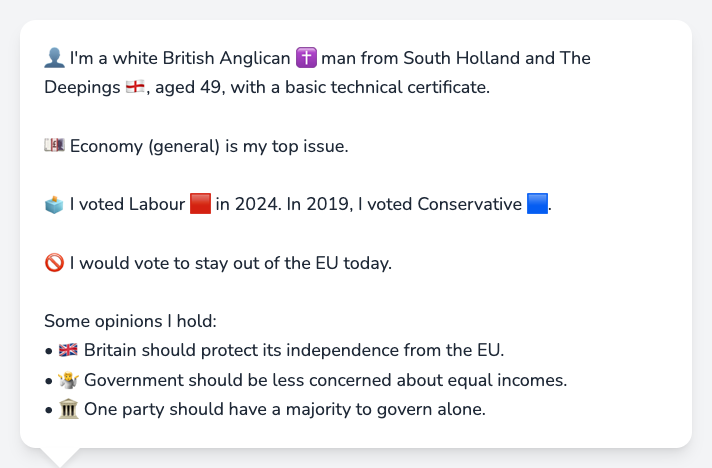 👤 I'm a white British Anglican ✝️ man from South Holland and The
Deepings 🏴󠁧󠁢󠁥󠁮󠁧󠁿, aged 49, with a basic technical certificate.
💷 Economy (general) is my top issue.
🗳️ I voted Labour 🟥 in 2024. In 2019, I voted Conservative 🟦.
🚫 I would vote to stay out of the EU today.
Some opinions I hold:
• 🇬🇧 Britain should protect its independence from the EU.
• 🤷 Government should be less concerned about equal incomes.
• 🏛️ One party should have a majority to govern alone.